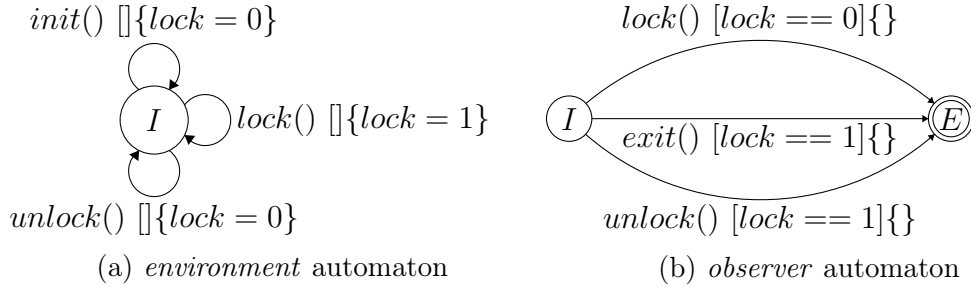 init() []{lock = 0}
I
lock() []{lock = 1}
unlock() []{lock = 0}
(a) environment automaton
lock() [lock == 0]{}
I
E
exit() [lock == 1]{}
unlock() [lock == 1]{}
(b) observer automaton